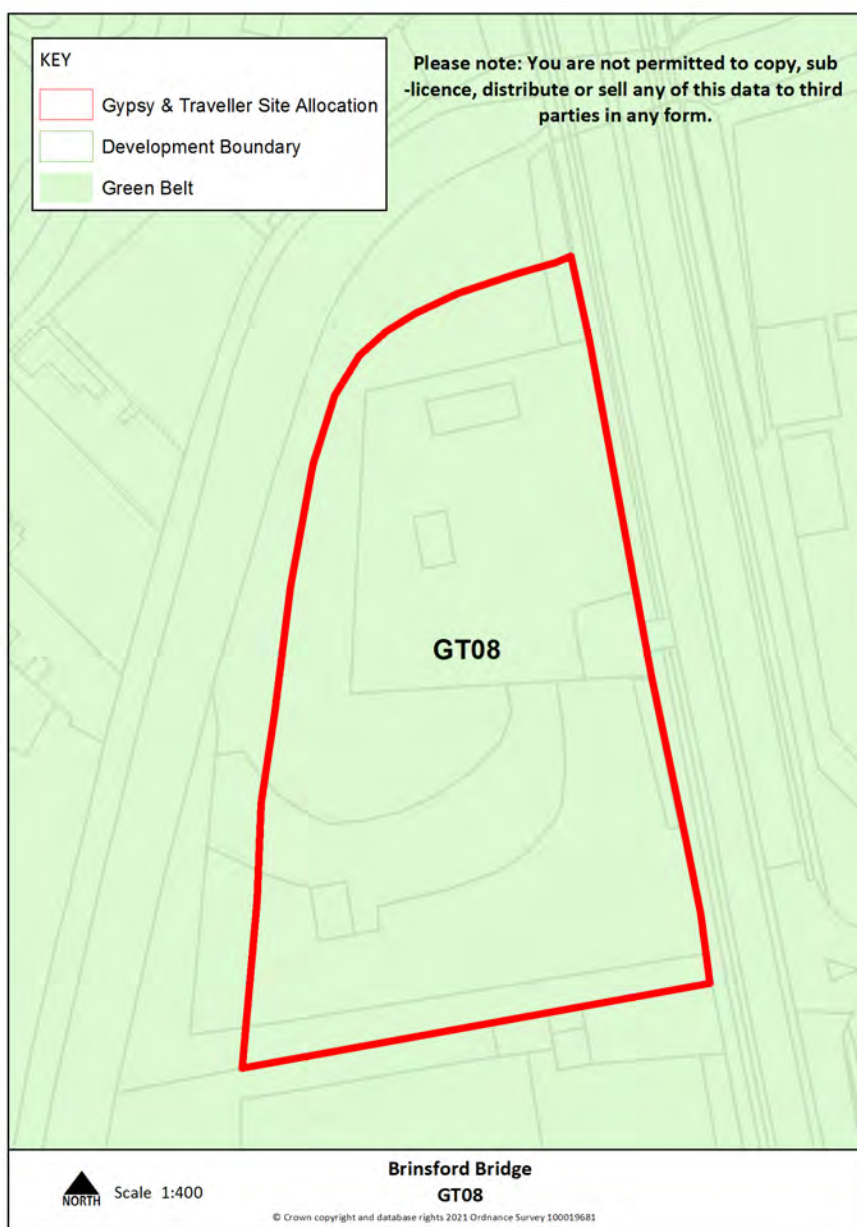 KEY
Gypsy & Traveller Site Allocation
Development Boundary
Green Belt
Please note: You are not permitted to copy, sub
-licence, distribute or sell any of this data to third
parties in any form.
GT08
NORTH
Scale 1:400
Brinsford Bridge
GT08
© Crown copyright and database rights 2021 Ordnance Survey 100019681